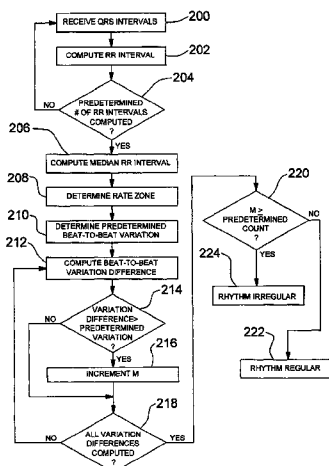 RECEIVE QRS INTERVALS
200
COMPUTE RR INTERVAL
202
204
PREDETERMINED
# OF RR INTERVALS
COMPUTED
?
NO
YES
206
COMPUTE MEDIAN RR INTERVAL
208
DETERMINE RATE ZONE
210
DETERMINE PREDETERMINED
BEAT-TO-BEAT VARIATION
212
COMPUTE BEAT-TO-BEAT
VARIATION DIFFERENCE
214
VARIATION
DIFFERENCE>
PREDETERMINED
VARIATION
?
NO
YES
216
INCREMENT M
218
ALL VARIATION
DIFFERENCES
COMPUTED
?
NO
YES
220
M ≥
PREDETERMINED
COUNT
?
NO
YES
224
RHYTHM IRREGULAR
222
RHYTHM REGULAR